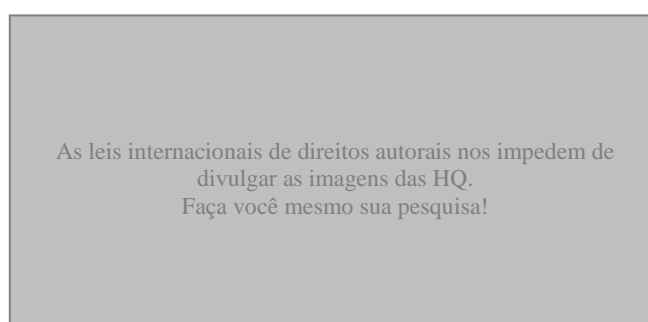 As leis internacionais de direitos autorais nos impedem de
divulgar as imagens das HQ.
Faça você mesmo sua pesquisa!